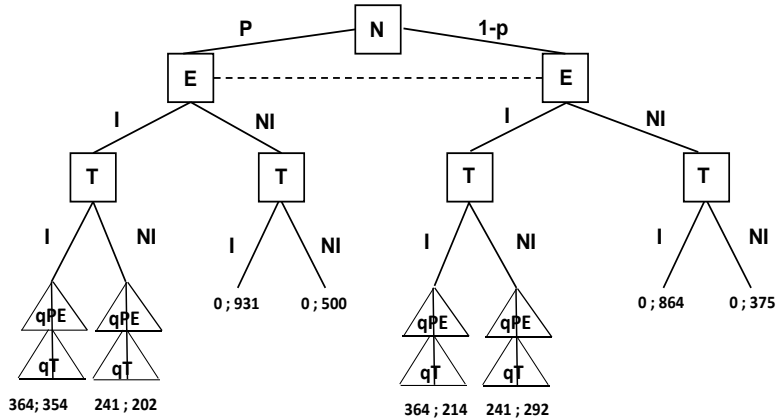 P N 1-p
E E
I NI I NI
T T T T
I NI I NI I NI I NI
0 ; 931 0 ; 500 0 ; 864 0 ; 375
qPE qPE qPE qPE
qT qT qT qT
364; 354 241 ; 202 364 ; 214 241 ; 292